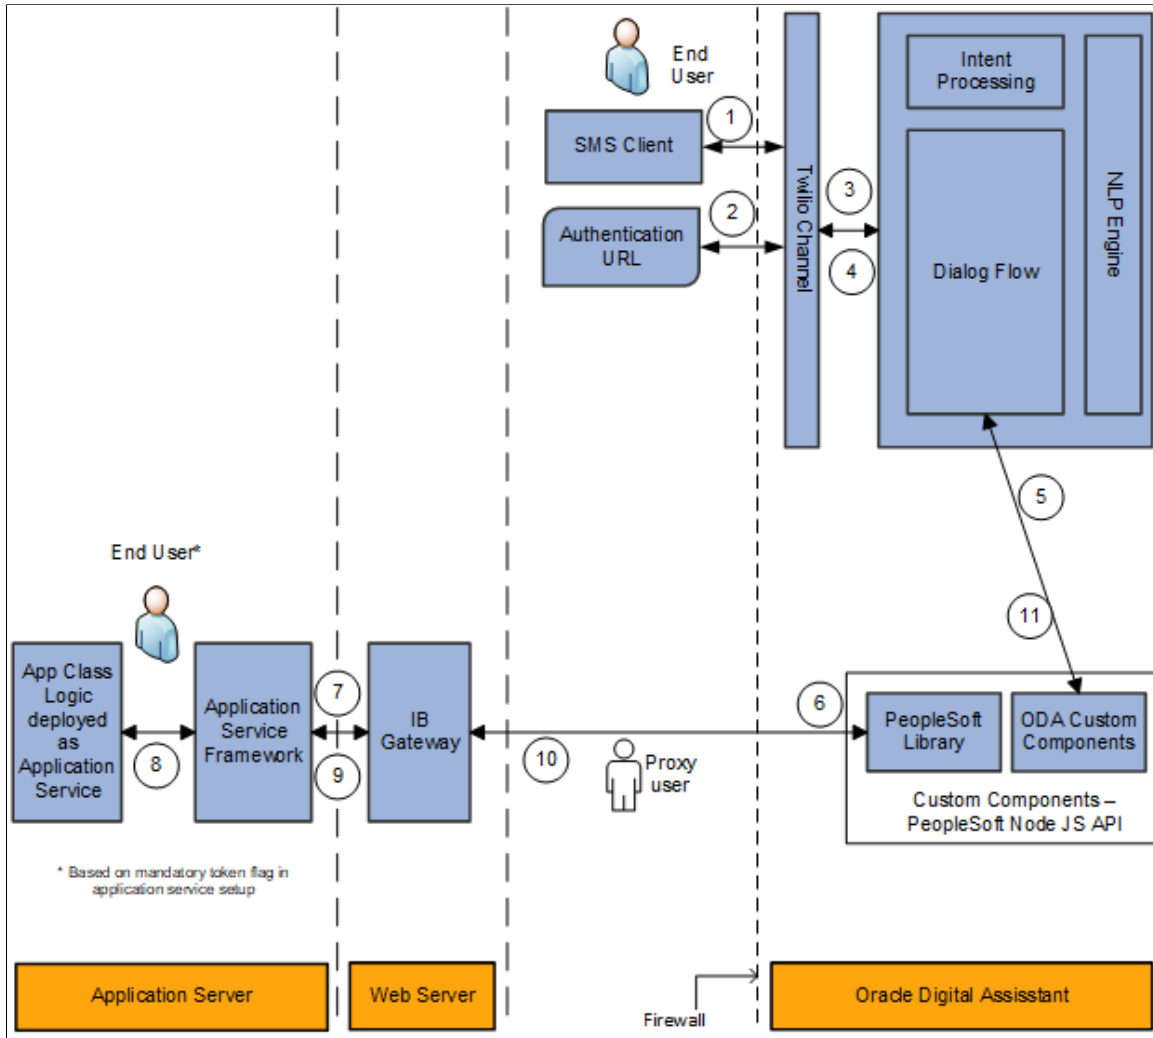 End
User
SMS Client
1
Authentication
URL
2
Twilio Channel
3
4
Intent
Processing
Dialog Flow
NLP Engine
5
11
End User*
App Class
Logic
deployed
as
Application
Service
8
Application
Service
Framework
7
9
IB
Gateway
10
Proxy
user
6
PeopleSoft
Library
ODA Custom
Components
Custom Components –
PeopleSoft Node JS API
* Based on mandatory token flag in
application service setup
Application Server
Web Server
Firewall
Oracle Digital Assisstant